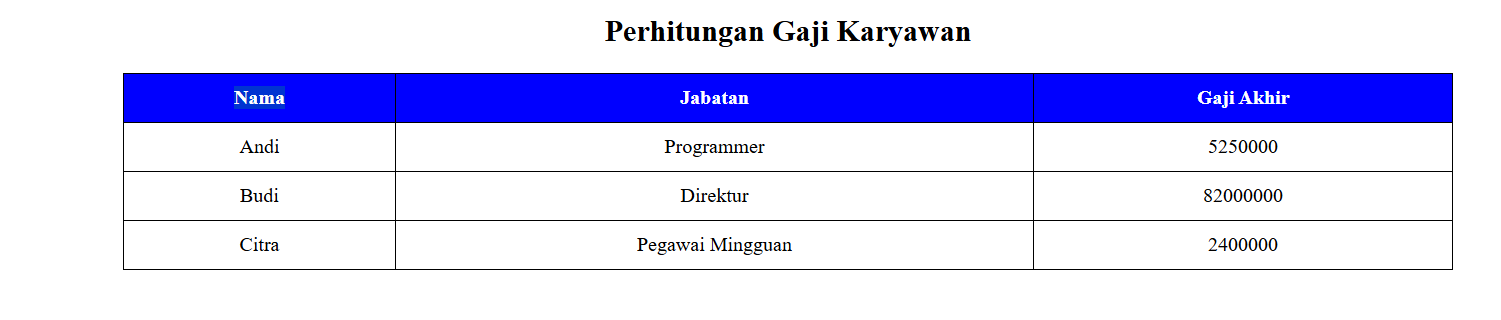 Perhitungan Gaji Karyawan
Nama Jabatan Gaji Akhir
Andi Programmer 5250000
Budi Direktur 82000000
Citra Pegawai Mingguan 2400000